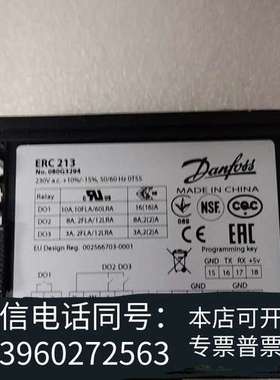 ERC 213
No. 080G3294
230V a.c. +10%/-15%, 50/60 Hz 0T55
Danfoss
MADE IN CHINA
Relay
DO1 10A,10FLA/60LRA 16(16)A
DO2 8A, 2FLA/12LRA 8A,2(2)A
DO3 3A, 2FLA/12LRA 3A,2(2)A
NSF CQC EAC
EU Design Reg. 002566703-0001
Programming key
GND TX RX +5v
15 16 17 18
DO2 DO3
DO1
GND GND
信电话同号：
3960272563
本店可开
专票普票